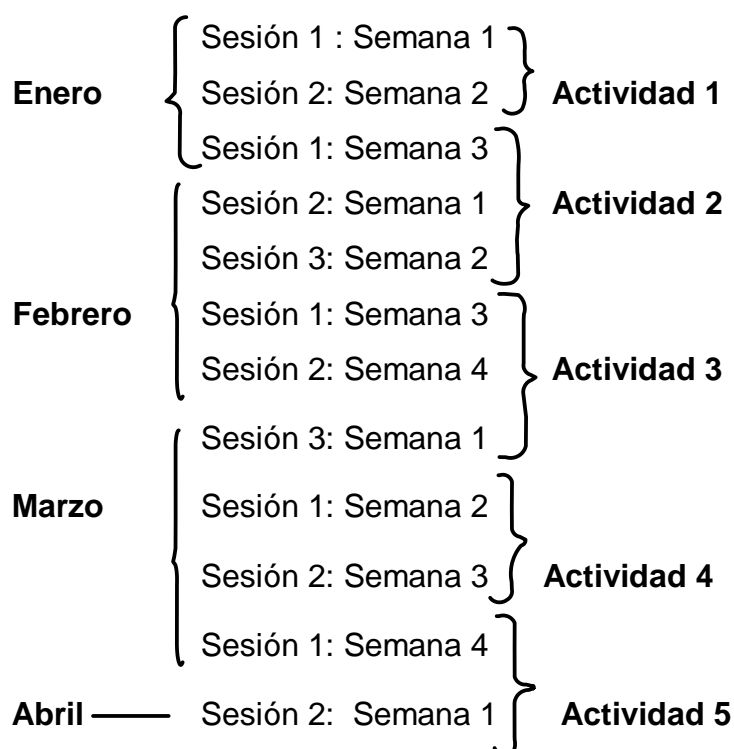 Sesión 1 : Semana 1
Enero Sesión 2: Semana 2 Actividad 1
Sesión 1: Semana 3
Sesión 2: Semana 1 Actividad 2
Sesión 3: Semana 2
Febrero Sesión 1: Semana 3
Sesión 2: Semana 4 Actividad 3
Sesión 3: Semana 1
Marzo Sesión 1: Semana 2
Sesión 2: Semana 3 Actividad 4
Sesión 1: Semana 4
Abril Sesión 2: Semana 1 Actividad 5